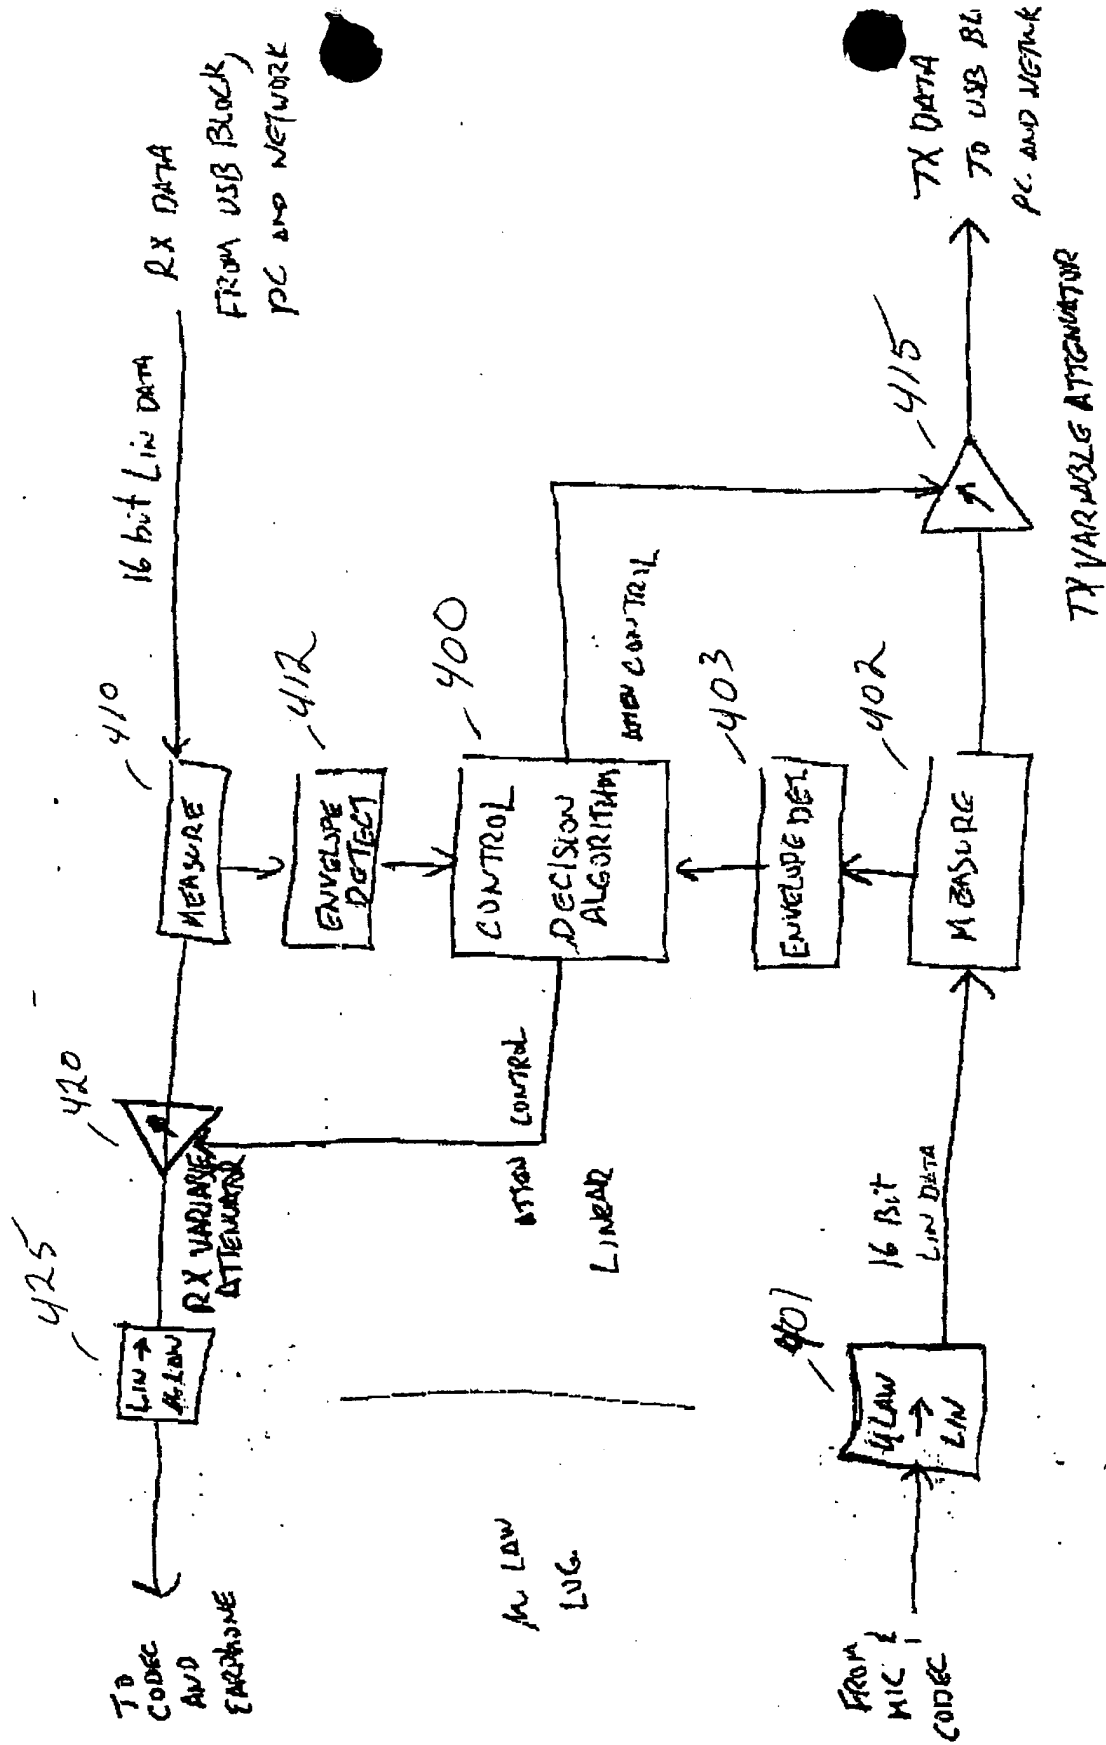 TO
CODEC
AND
EARPHONE
425
LIN →
µ LAW
420
RX VARIABLE
ATTENUATOR
410
MEASURE
16 bit LIN DATA
RX DATA
FROM USB BLOCK,
PC AND NETWORK
412
ENVELOPE
DETECT
400
CONTROL
DECISION
ALGORITHM
ATTEN CONTROL
ATTEN CONTROL
µ LAW
LOG.
LINEAR
403
ENVELOPE DET.
402
MEASURE
FROM
MIC &
CODEC
401
µ LAW
→
LIN
16 Bit
LIN DATA
415
TX VARIABLE ATTENUATOR
TX DATA
TO USB BL
PC AND NETWK